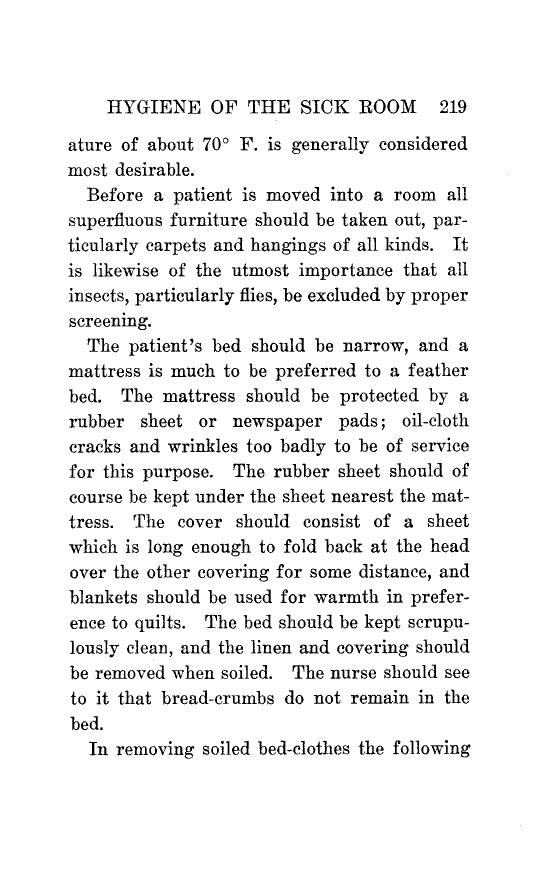 HYGIENE OF THE SICK ROOM 219
ature of about 70° F. is generally considered
most desirable.
Before a patient is moved into a room all
superfluous furniture should be taken out, par-
ticularly carpets and hangings of all kinds. It
is likewise of the utmost importance that all
insects, particularly flies, be excluded by proper
screening.
The patient's bed should be narrow, and a
mattress is much to be preferred to a feather
bed. The mattress should be protected by a
rubber sheet or newspaper pads; oil-cloth
cracks and wrinkles too badly to be of service
for this purpose. The rubber sheet should of
course be kept under the sheet nearest the mat-
tress. The cover should consist of a sheet
which is long enough to fold back at the head
over the other covering for some distance, and
blankets should be used for warmth in prefer-
ence to quilts. The bed should be kept scrupu-
lously clean, and the linen and covering should
be removed when soiled. The nurse should see
to it that bread-crumbs do not remain in the
bed.
In removing soiled bed-clothes the following